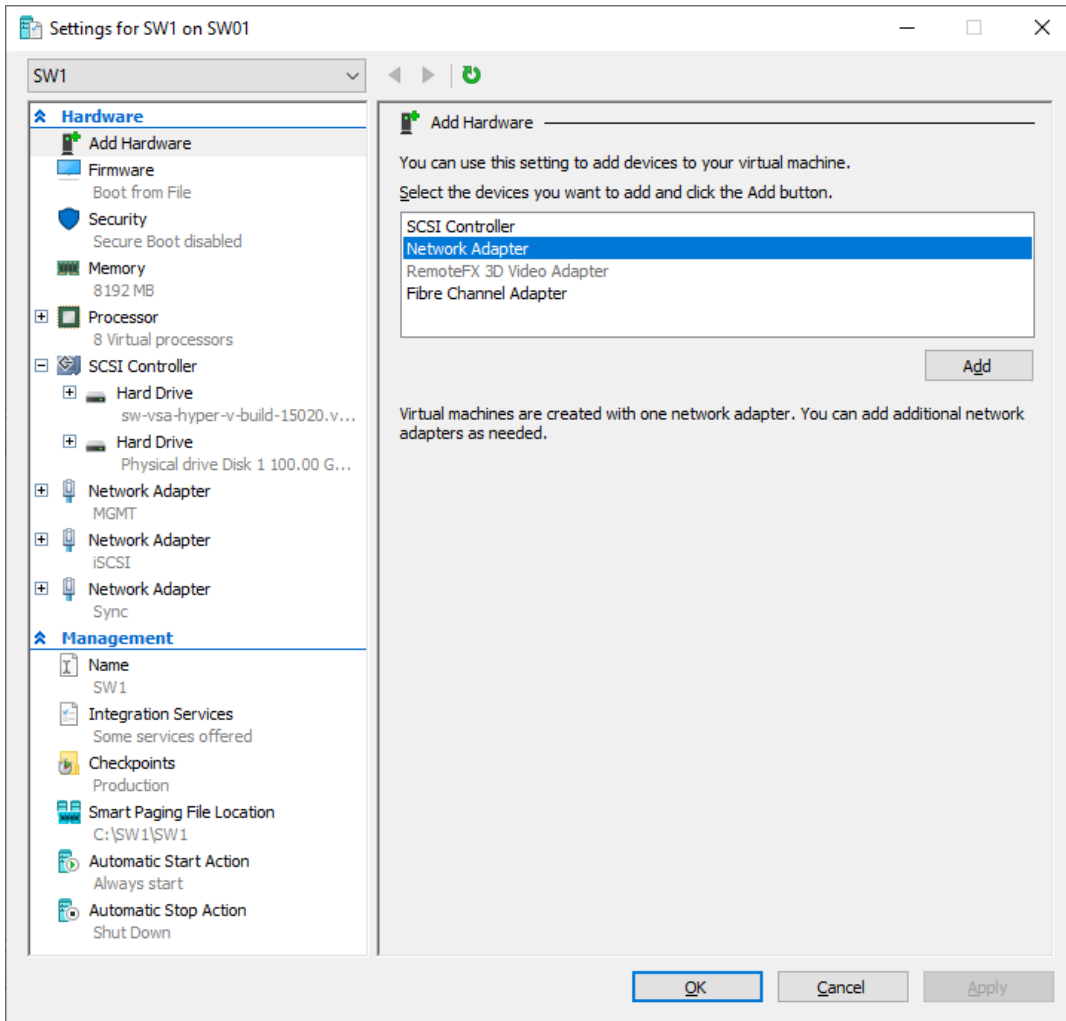 Settings for SW1 on SW01
SW1
Hardware
Add Hardware
Firmware
Boot from File
Security
Secure Boot disabled
Memory
8192 MB
Processor
8 Virtual processors
SCSI Controller
Hard Drive
sw-vsa-hyper-v-build-15020.v...
Hard Drive
Physical drive Disk 1 100.00 G...
Network Adapter
MGMT
Network Adapter
iSCSI
Network Adapter
Sync
Management
Name
SW1
Integration Services
Some services offered
Checkpoints
Production
Smart Paging File Location
C:\SW1\SW1
Automatic Start Action
Always start
Automatic Stop Action
Shut Down
Add Hardware
You can use this setting to add devices to your virtual machine.
Select the devices you want to add and click the Add button.
SCSI Controller
Network Adapter
RemoteFX 3D Video Adapter
Fibre Channel Adapter
Add
Virtual machines are created with one network adapter. You can add additional network
adapters as needed.
OK
Cancel
Apply